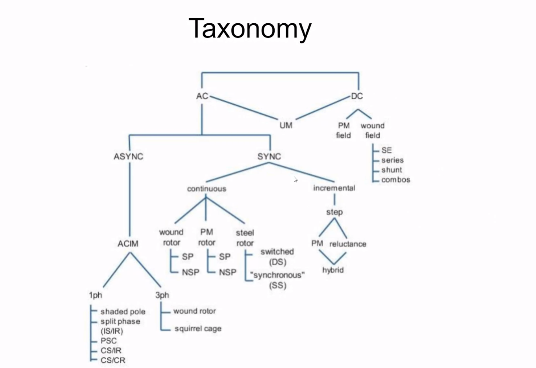 Taxonomy
AC
DC
UM
PM
field
wound
field
SE
series
shunt
combos
ASYNC
SYNC
continuous
incremental
step
wound
rotor
PM
rotor
steel
rotor
SP
NSP
SP
NSP
switched
(DS)
"synchronous"
(SS)
PM
reluctance
hybrid
ACIM
1ph
3ph
shaded pole
split phase
(IS/IR)
PSC
CS/IR
CS/CR
wound rotor
squirrel cage